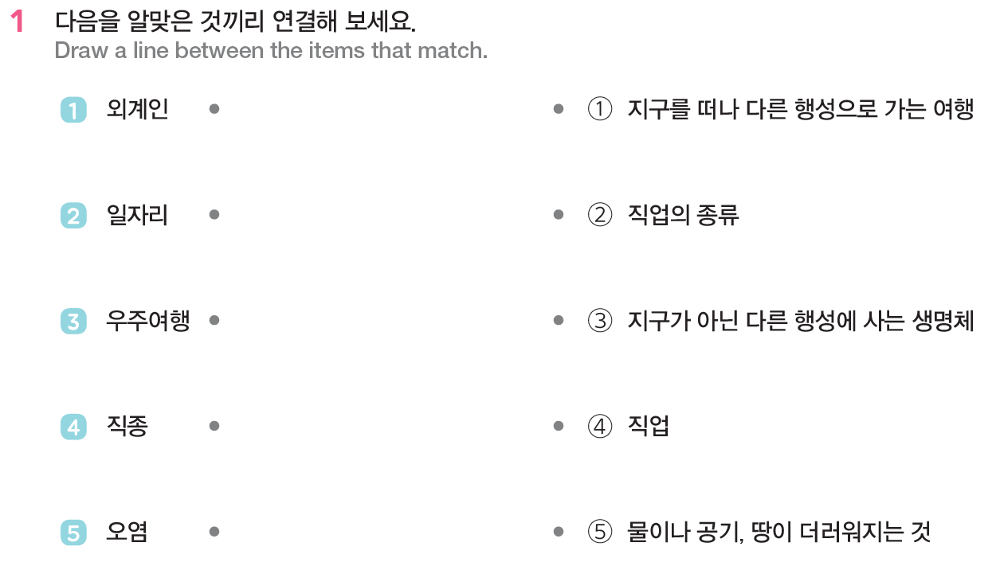 1 다음을 알맞은 것끼리 연결해 보세요.
Draw a line between the items that match.
1 외계인 • • ① 지구를 떠나 다른 행성으로 가는 여행
2 일자리 • • ② 직업의 종류
3 우주여행 • • ③ 지구가 아닌 다른 행성에 사는 생명체
4 직종 • • ④ 직업
5 오염 • • ⑤ 물이나 공기, 땅이 더러워지는 것